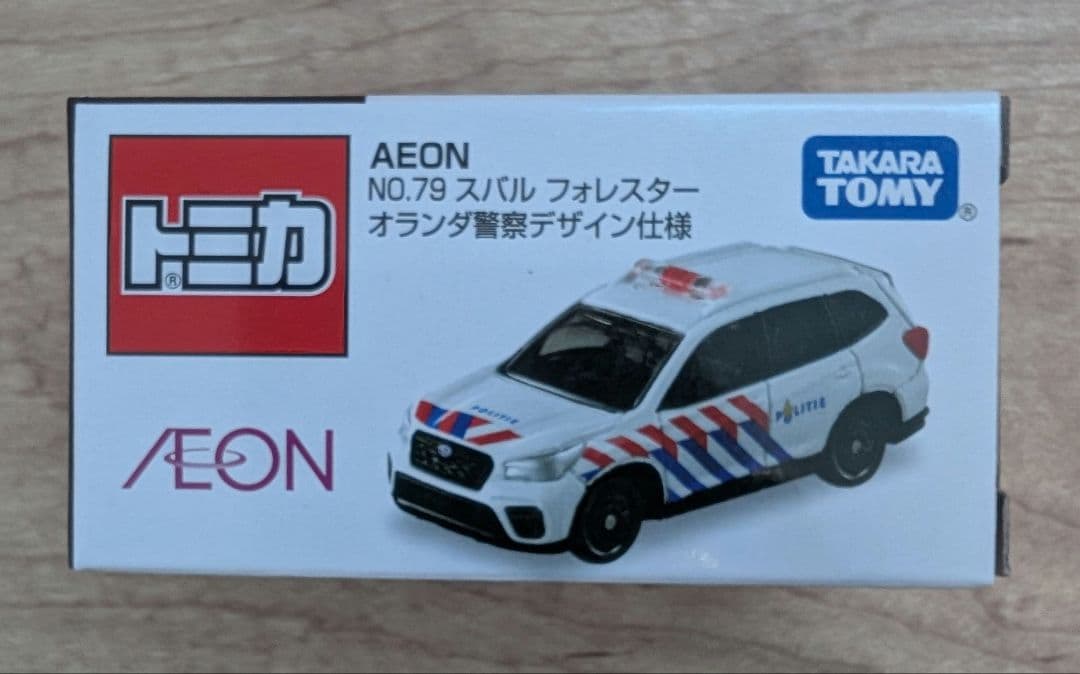 トミカ
®
AEON
NO.79 スバル フォレスター
オランダ警察デザイン仕様
TAKARA
TOMY
®
POLITIE
POLITIE
ÆON